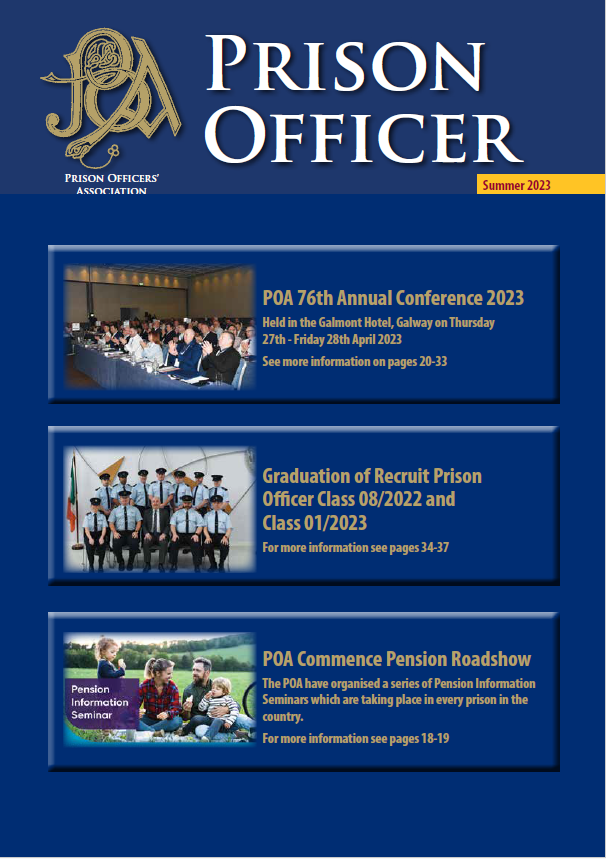 POA
PRISON
OFFICER
PRISON OFFICERS'
ASSOCIATION
Summer 2023
POA 76th Annual Conference 2023
Held in the Galmont Hotel, Galway on Thursday
27th - Friday 28th April 2023
See more information on pages 20-33
Graduation of Recruit Prison
Officer Class 08/2022 and
Class 01/2023
For more information see pages 34-37
Pension
Information
Seminar
POA Commence Pension Roadshow
The POA have organised a series of Pension Information
Seminars which are taking place in every prison in the
country.
For more information see pages 18-19